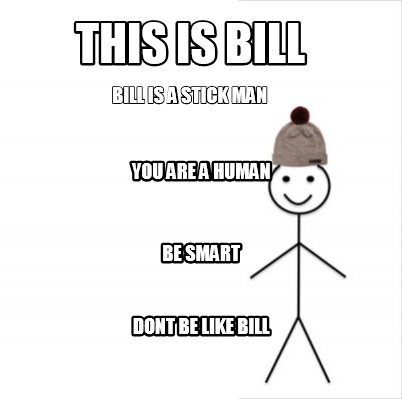 THIS IS BILL
BILL IS A STICK MAN
YOU ARE A HUMAN
BE SMART
DONT BE LIKE BILL